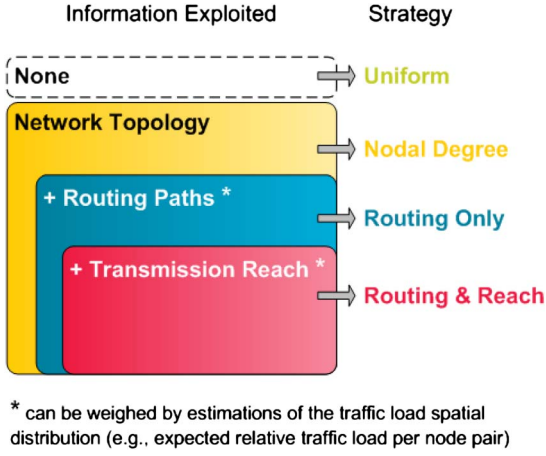 Information Exploited Strategy
None Uniform
Network Topology
Nodal Degree
+ Routing Paths *
Routing Only
+ Transmission Reach *
Routing & Reach
* can be weighed by estimations of the traffic load spatial
distribution (e.g., expected relative traffic load per node pair)